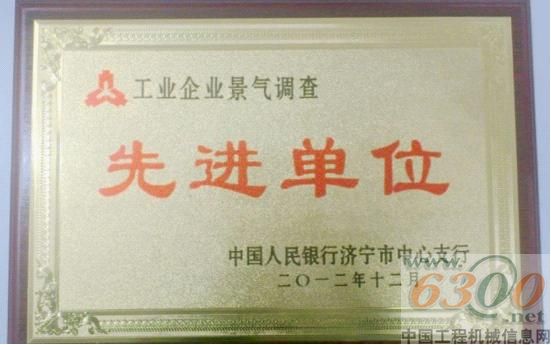 工业企业景气调查
先进单位
中国人民银行济宁市中心支行
二〇一二年十二月
www.
6300
.net
中国工程机械信息网